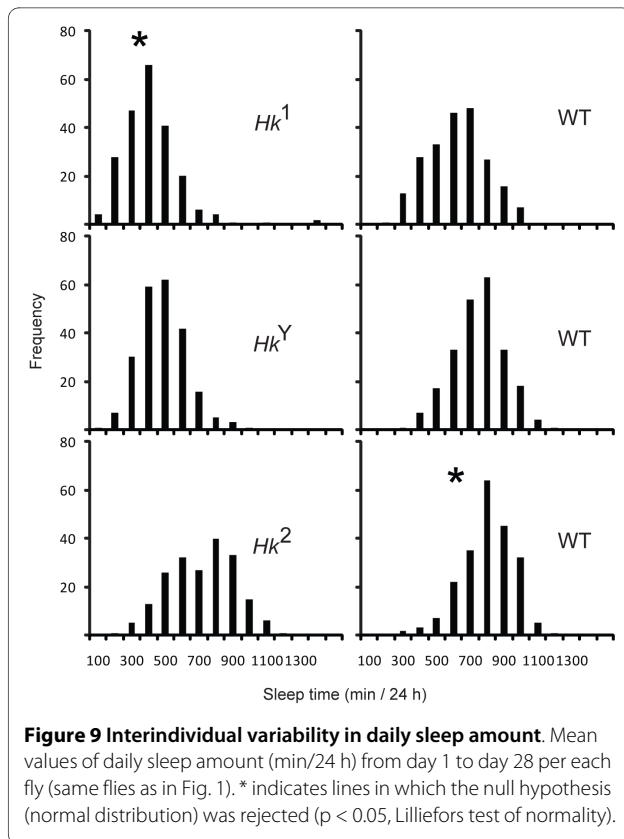 80
60
40
20
*
Hk1
WT
80
60
40
20
Frequency
HkY
WT
80
60
40
20
Hk2
*
WT
100 300 500 700 900 1100 1300
100 300 500 700 900 1100 1300
Sleep time (min / 24 h)
Figure 9 Interindividual variability in daily sleep amount. Mean
values of daily sleep amount (min/24 h) from day 1 to day 28 per each
fly (same flies as in Fig. 1). * indicates lines in which the null hypothesis
(normal distribution) was rejected (p < 0.05, Lilliefors test of normality).